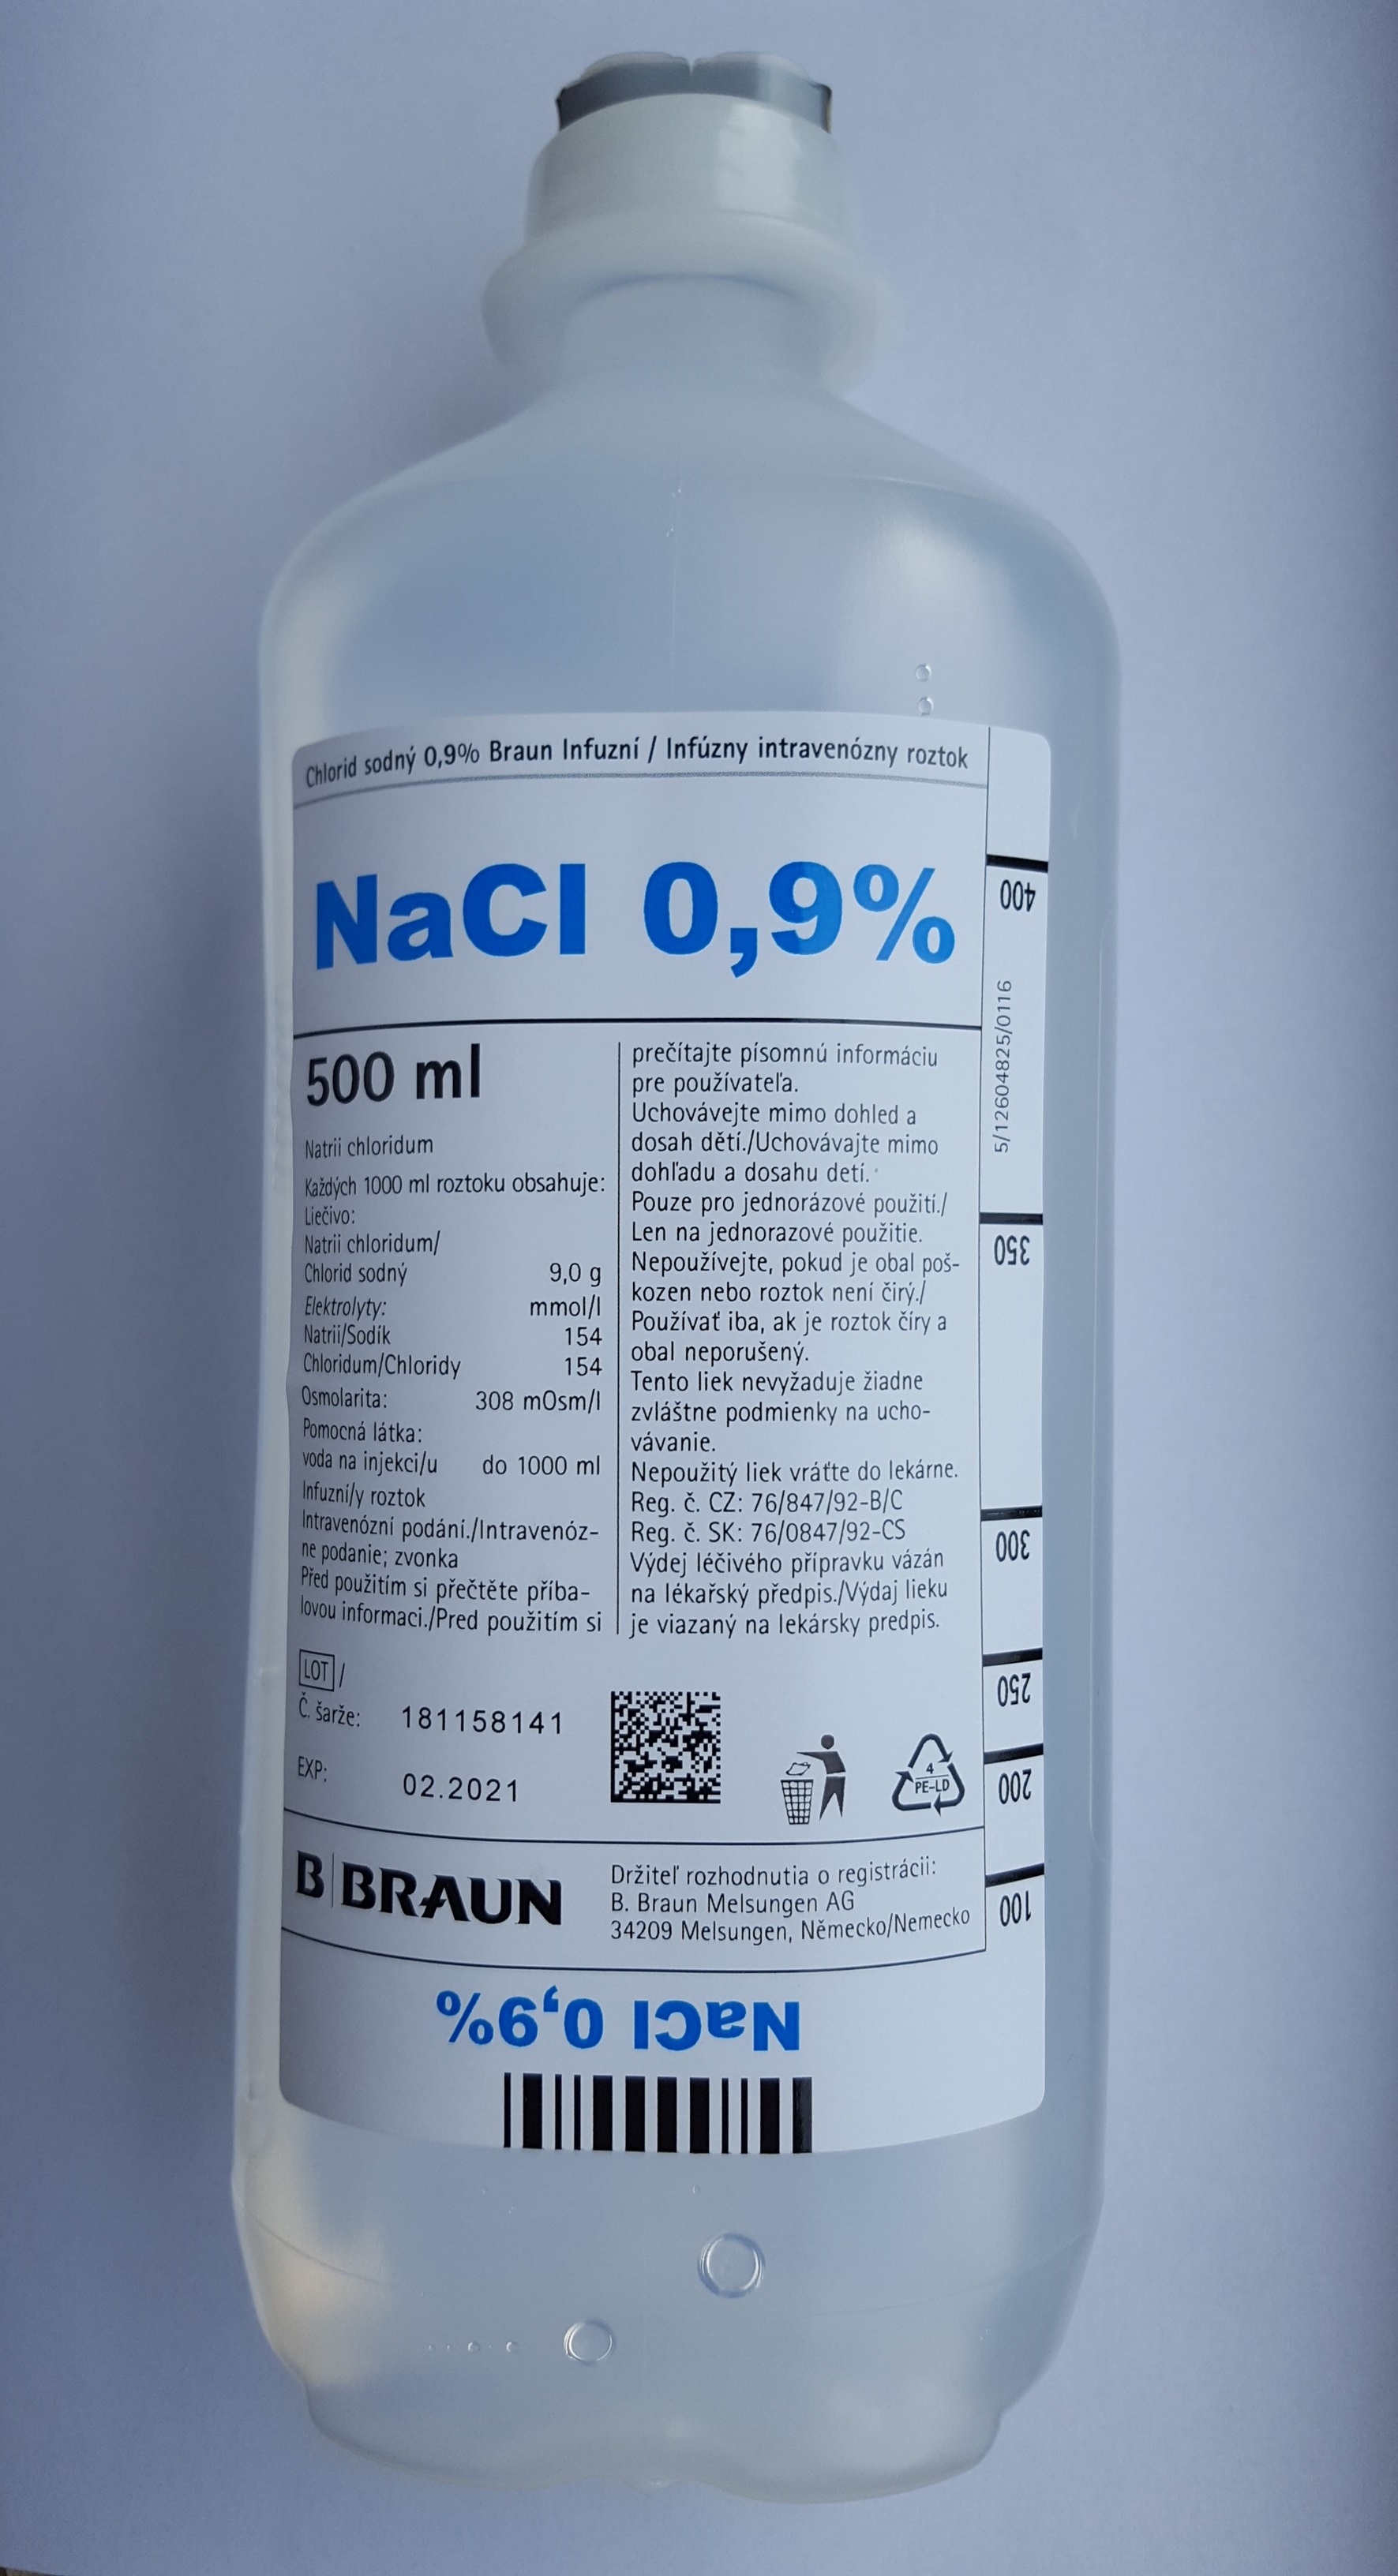 Chlorid sodný 0,9% Braun Infuzní / Infúzny intravenózny roztok
NaCl 0,9%
500 ml
Natrii chloridum
Každých 1000 ml roztoku obsahuje:
Liečivo:
Natrii chloridum/
Chlorid sodný 9,0 g
Elektrolyty: mmol/l
Natrii/Sodík 154
Chloridum/Chloridy 154
Osmolarita: 308 mOsm/l
Pomocná látka:
voda na injekci/u do 1000 ml
Infuzní/y roztok
Intravenózní podání./Intravenóz-
ne podanie; zvonka
Před použitím si přečtěte příba-
lovou informaci./Pred použitím si
prečítajte písomnú informáciu
pre používateľa.
Uchovávejte mimo dohled a
dosah dětí./Uchovávajte mimo
dohľadu a dosahu detí.
Pouze pro jednorázové použití./
Len na jednorazové použitie.
Nepoužívejte, pokud je obal poš-
kozen nebo roztok není čirý./
Používať iba, ak je roztok číry a
obal neporušený.
Tento liek nevyžaduje žiadne
zvláštne podmienky na ucho-
vávanie.
Nepoužitý liek vráťte do lekárne.
Reg. č. CZ: 76/847/92-B/C
Reg. č. SK: 76/0847/92-CS
Výdej léčivého přípravku vázán
na lékařský předpis./Výdaj lieku
je viazaný na lekársky predpis.
LOT /
Č. šarže: 181158141
EXP: 02.2021
4
PE-LD
B BRAUN
Držiteľ rozhodnutia o registrácii:
B. Braun Melsungen AG
34209 Melsungen, Německo/Nemecko
NaCl 0,9%
400
5/12604825/0116
350
300
250
200
100